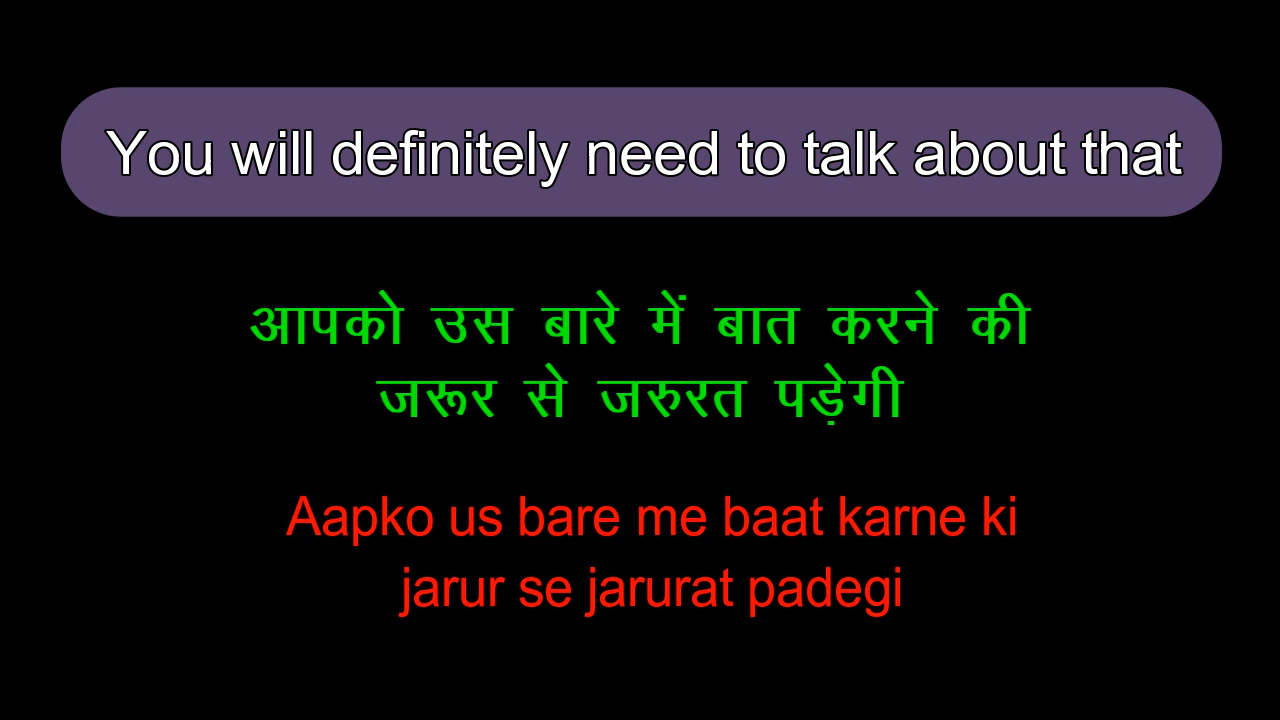 You will definitely need to talk about that
आपको उस बारे में बात करने की
जरूर से जरुरत पड़ेगी
Aapko us bare me baat karne ki
jarur se jarurat padegi